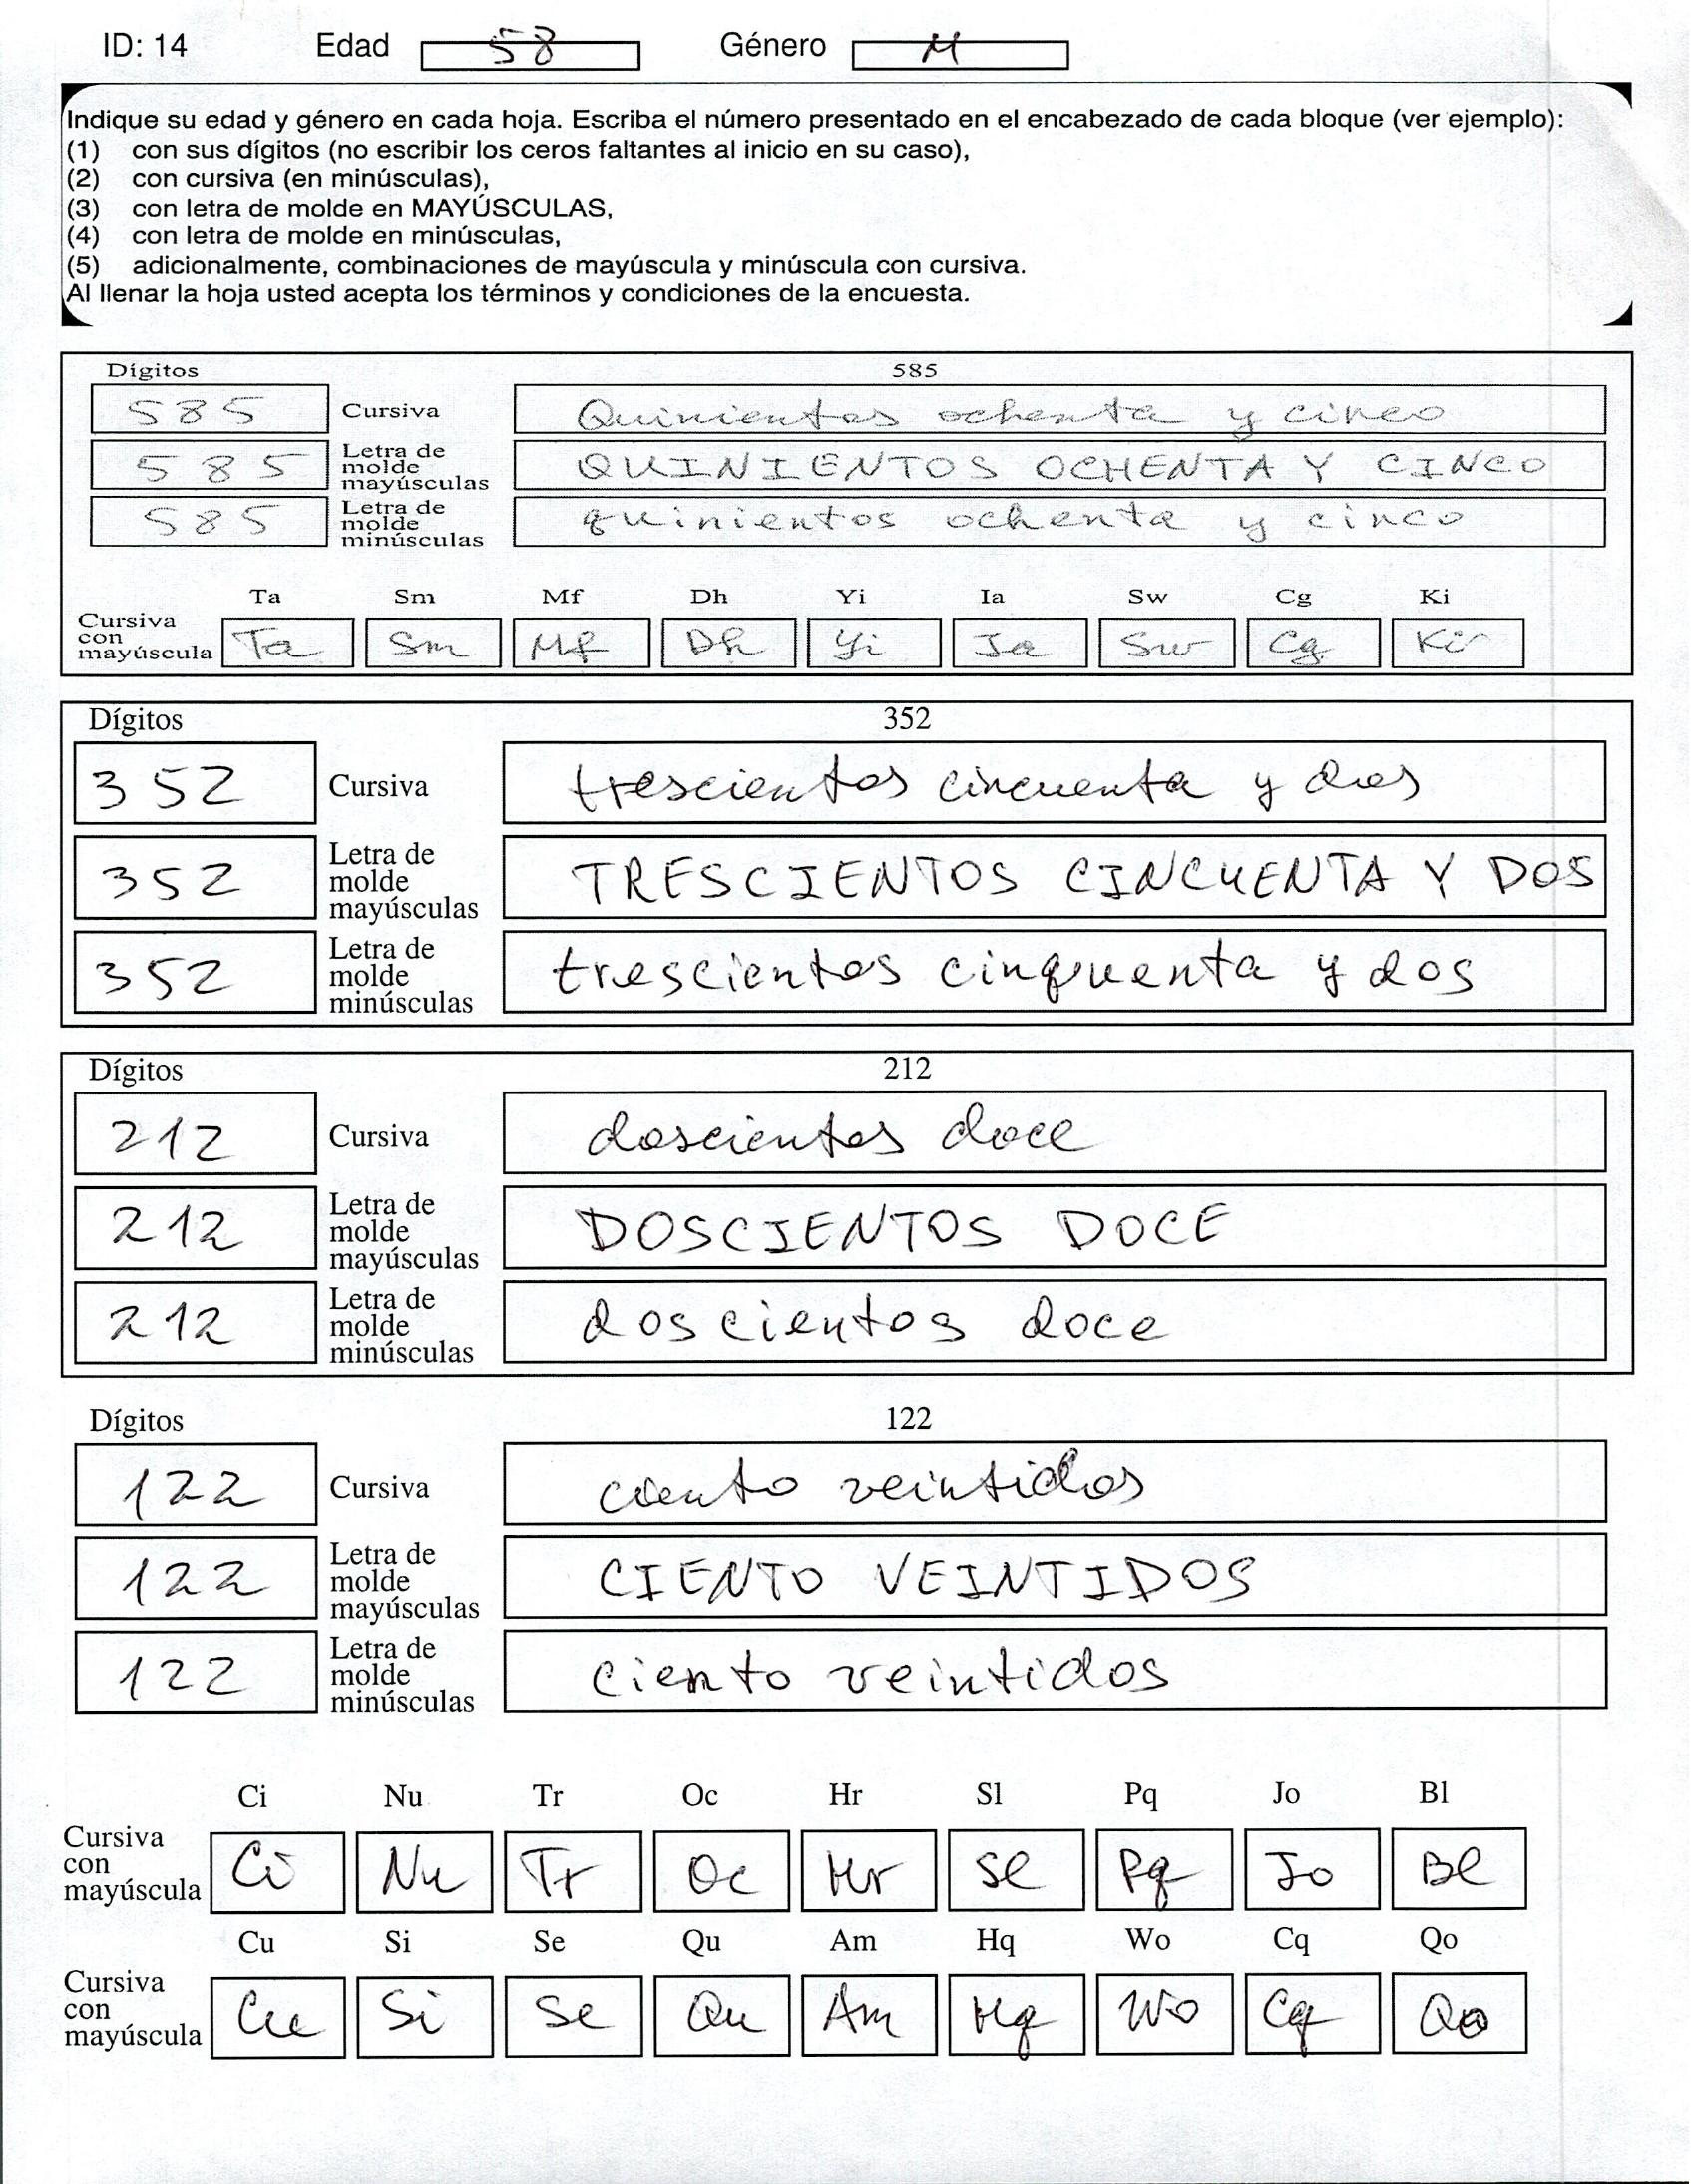 ID: 14 Edad 58 Género M
Indique su edad y género en cada hoja. Escriba el número presentado en el encabezado de cada bloque (ver ejemplo):
(1) con sus dígitos (no escribir los ceros faltantes al inicio en su caso),
(2) con cursiva (en minúsculas),
(3) con letra de molde en MAYÚSCULAS,
(4) con letra de molde en minúsculas,
(5) adicionalmente, combinaciones de mayúscula y minúscula con cursiva.
Al llenar la hoja usted acepta los términos y condiciones de la encuesta.
Dígitos 585
585 Cursiva Quinientos ochenta y cinco
585 Letra de molde mayúsculas QUINIENTOS OCHENTA Y CINCO
585 Letra de molde minúsculas quinientos ochenta y cinco
Ta Sm Mf Dh Yi Ia Sw Cg Ki
Cursiva con mayúscula Ta Sm Mf Dh Yi Ia Sw Cg Ki
Dígitos 352
352 Cursiva trescientos cincuenta y dos
352 Letra de molde mayúsculas TRESCIENTOS CINCUENTA Y DOS
352 Letra de molde minúsculas trescientos cinquenta y dos
Dígitos 212
212 Cursiva doscientos doce
212 Letra de molde mayúsculas DOSCIENTOS DOCE
212 Letra de molde minúsculas doscientos doce
Dígitos 122
122 Cursiva ciento veintidos
122 Letra de molde mayúsculas CIENTO VEINTIDOS
122 Letra de molde minúsculas ciento veintidos
Ci Nu Tr Oc Hr Sl Pq Jo Bl
Cursiva con mayúscula Ci Nu Tr Oc Hr Sl Pq Jo Bl
Cu Si Se Qu Am Hq Wo Cq Qo
Cursiva con mayúscula Cu Si Se Qu Am Hq Wo Cq Qo